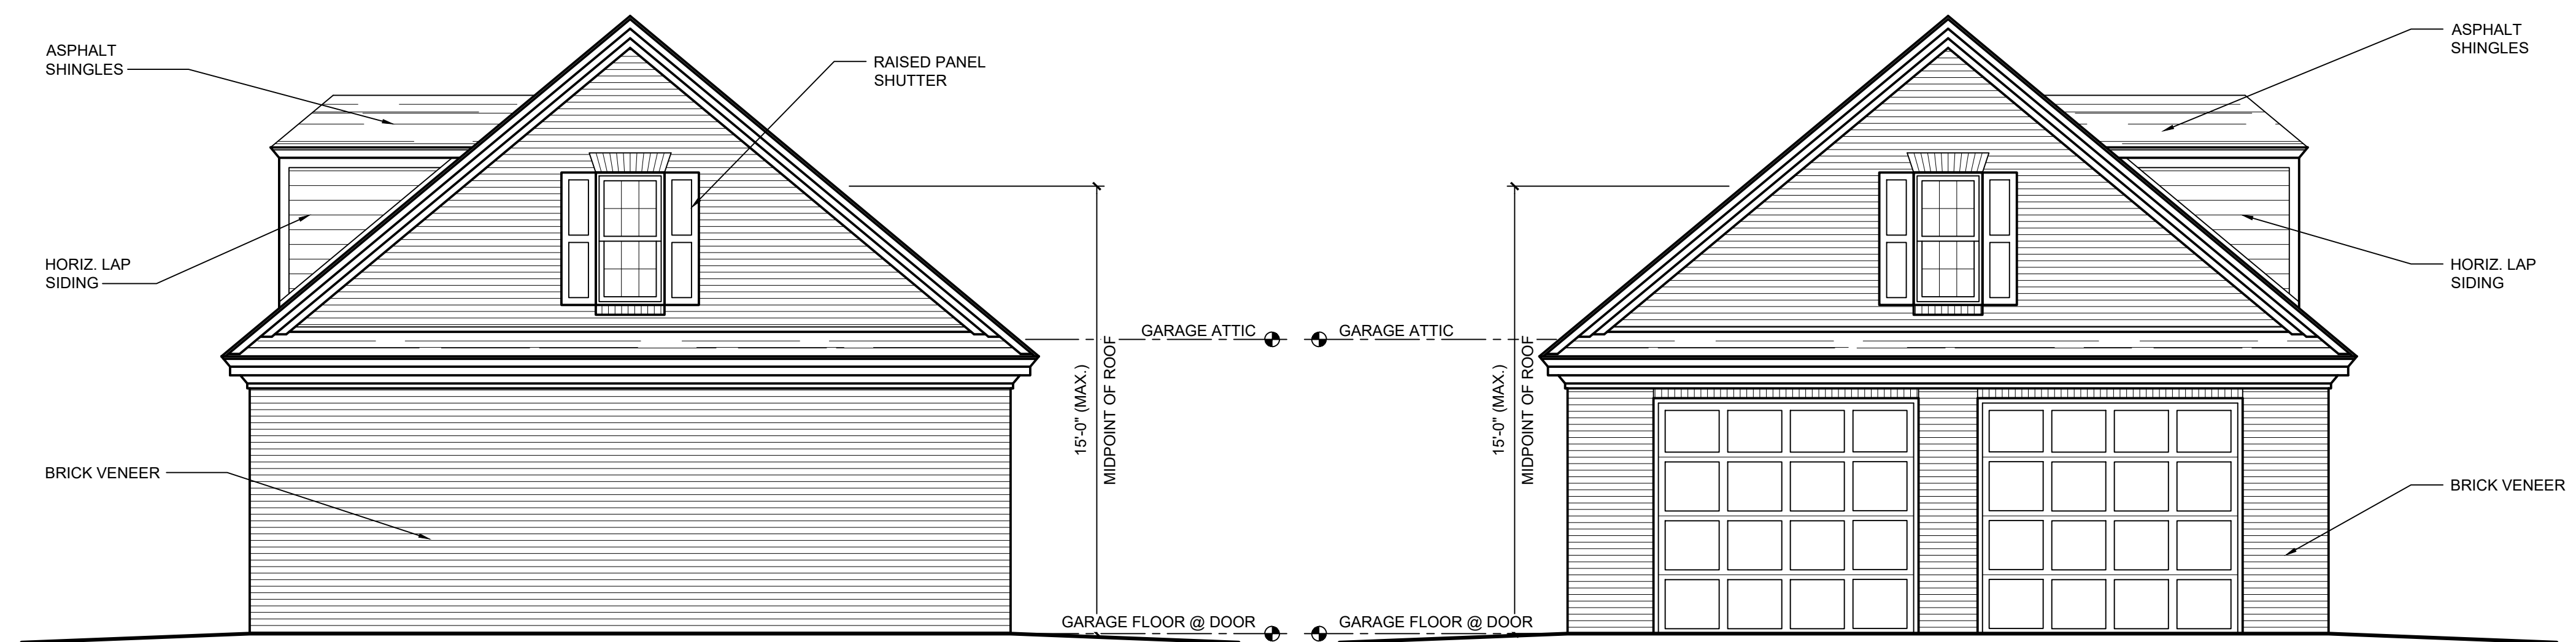 ASPHALT
SHINGLES
RAISED PANEL
SHUTTER
HORIZ. LAP
SIDING
BRICK VENEER
GARAGE ATTIC
15'-0" (MAX.)
MIDPOINT OF ROOF
GARAGE FLOOR @ DOOR
ASPHALT
SHINGLES
HORIZ. LAP
SIDING
GARAGE ATTIC
15'-0" (MAX.)
MIDPOINT OF ROOF
BRICK VENEER
GARAGE FLOOR @ DOOR